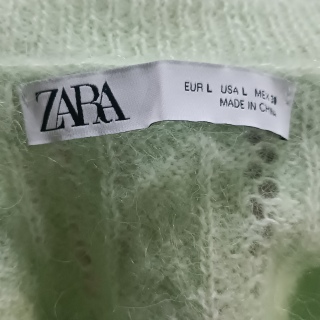 ZARA
EUR L USA L MEX 30
MADE IN CHINA